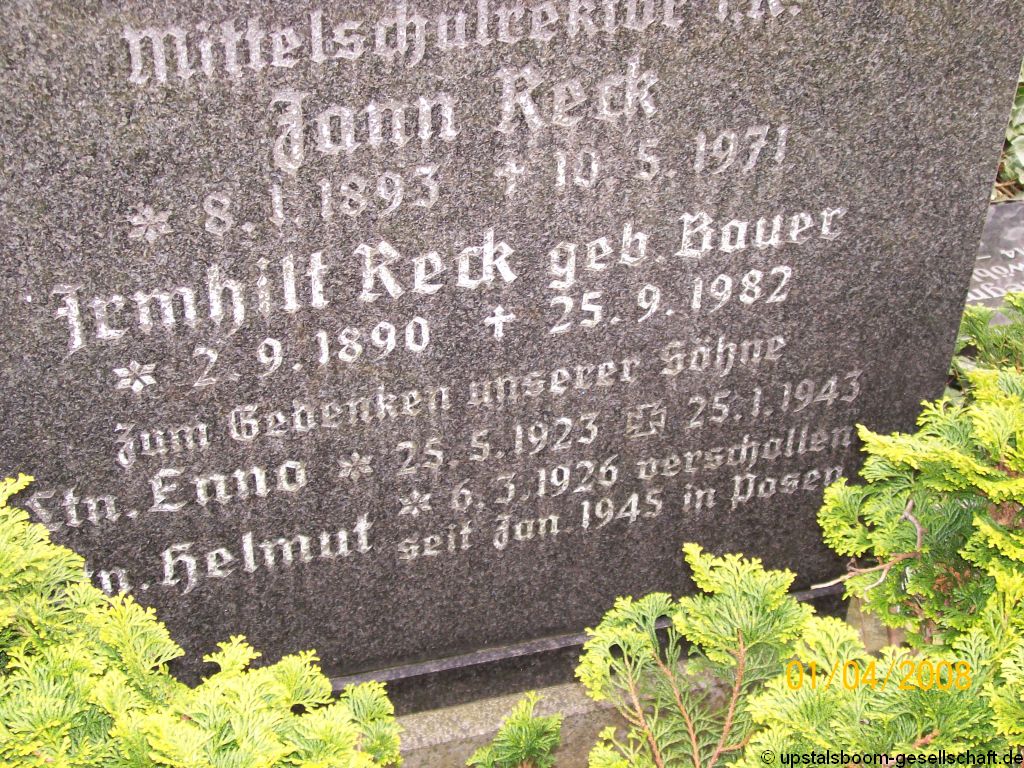 Mittelschulrektor i.R.
Jann Reck
* 8. 1. 1893 † 10. 5. 1971
Irmhilt Reck geb. Bauer
* 2. 9. 1890 † 25. 9. 1982
Zum Gedenken unserer Söhne
Ltn. Enno * 25. 5. 1923 ✠ 25. 1. 1943
Ltn. Helmut * 6. 3. 1926 verschollen
seit Jan 1945 in Posen
01/04/2008
© upstalsboom-gesellschaft.de